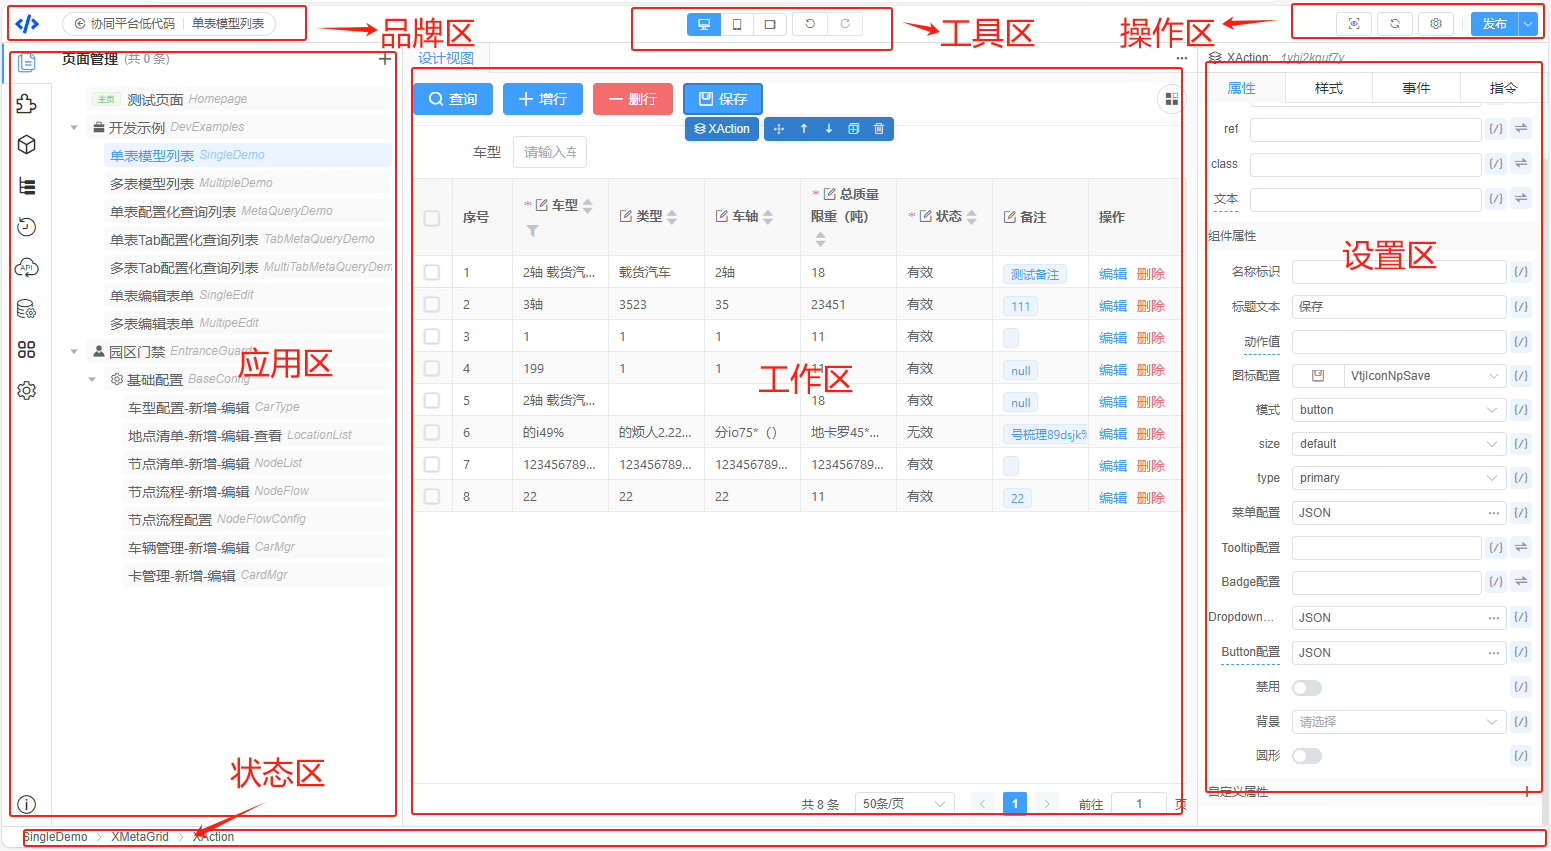 协同平台低代码 | 单表模型列表
品牌区
工具区
操作区
发布
页面管理 (共 0 条)
主页 测试页面 Homepage
开发示例 DevExamples
单表模型列表 SingleDemo
多表模型列表 MultipleDemo
单表配置化查询列表 MetaQueryDemo
单表Tab配置化查询列表 TabMetaQueryDemo
多表Tab配置化查询列表 MultiTabMetaQueryDem
单表编辑表单 SingleEdit
多表编辑表单 MultipeEdit
园区门禁 EntranceGuard
基础配置 BaseConfig
车型配置-新增-编辑 CarType
地点清单-新增-编辑-查看 LocationList
节点清单-新增-编辑 NodeList
节点流程-新增-编辑 NodeFlow
节点流程配置 NodeFlowConfig
车辆管理-新增-编辑 CarMgr
卡管理-新增-编辑 CardMgr
应用区
API
设计视图
查询 增行 删行 保存
XAction
车型 请输入车
序号 * 车型 类型 车轴 * 总质量限重（吨） * 状态 备注 操作
1 2轴 载货汽... 载货汽车 2轴 18 有效 测试备注 编辑 删除
2 3轴 3523 35 23451 有效 111 编辑 删除
3 1 1 1 11 有效 编辑 删除
4 199 1 1 11 有效 null 编辑 删除
5 2轴 载货汽... 18 有效 null 编辑 删除
6 的i49% 的烦人2.22... 分io75*（） 地卡罗45*... 无效 号梳理89dsjk% 编辑 删除
7 123456789... 123456789... 123456789... 123456789... 有效 编辑 删除
8 22 22 22 11 有效 22 编辑 删除
工作区
共 8 条 50条/页 1 前往 1 页
XAction: 1ybj2kquf7y
属性 样式 事件 指令
ref
class
文本
组件属性
设置区
名称标识
标题文本 保存
动作值
图标配置 VtjIconNpSave
模式 button
size default
type primary
菜单配置 JSON
Tooltip配置
Badge配置
Dropdown... JSON
Button配置 JSON
禁用
背景 请选择
圆形
自定义属性
状态区
SingleDemo > XMetaGrid > XAction